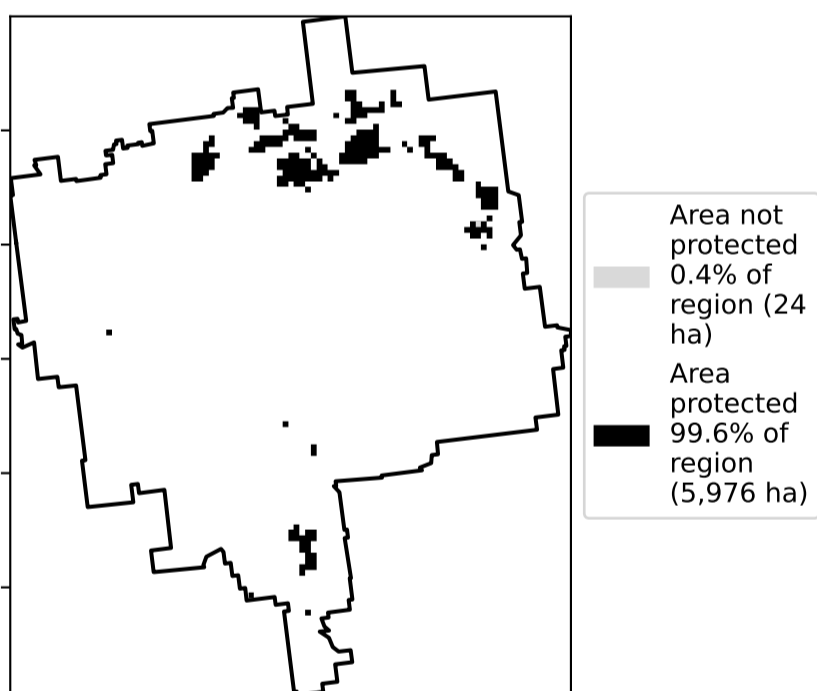 Area not
protected
0.4% of
region (24
ha)
Area
protected
99.6% of
region
(5,976 ha)